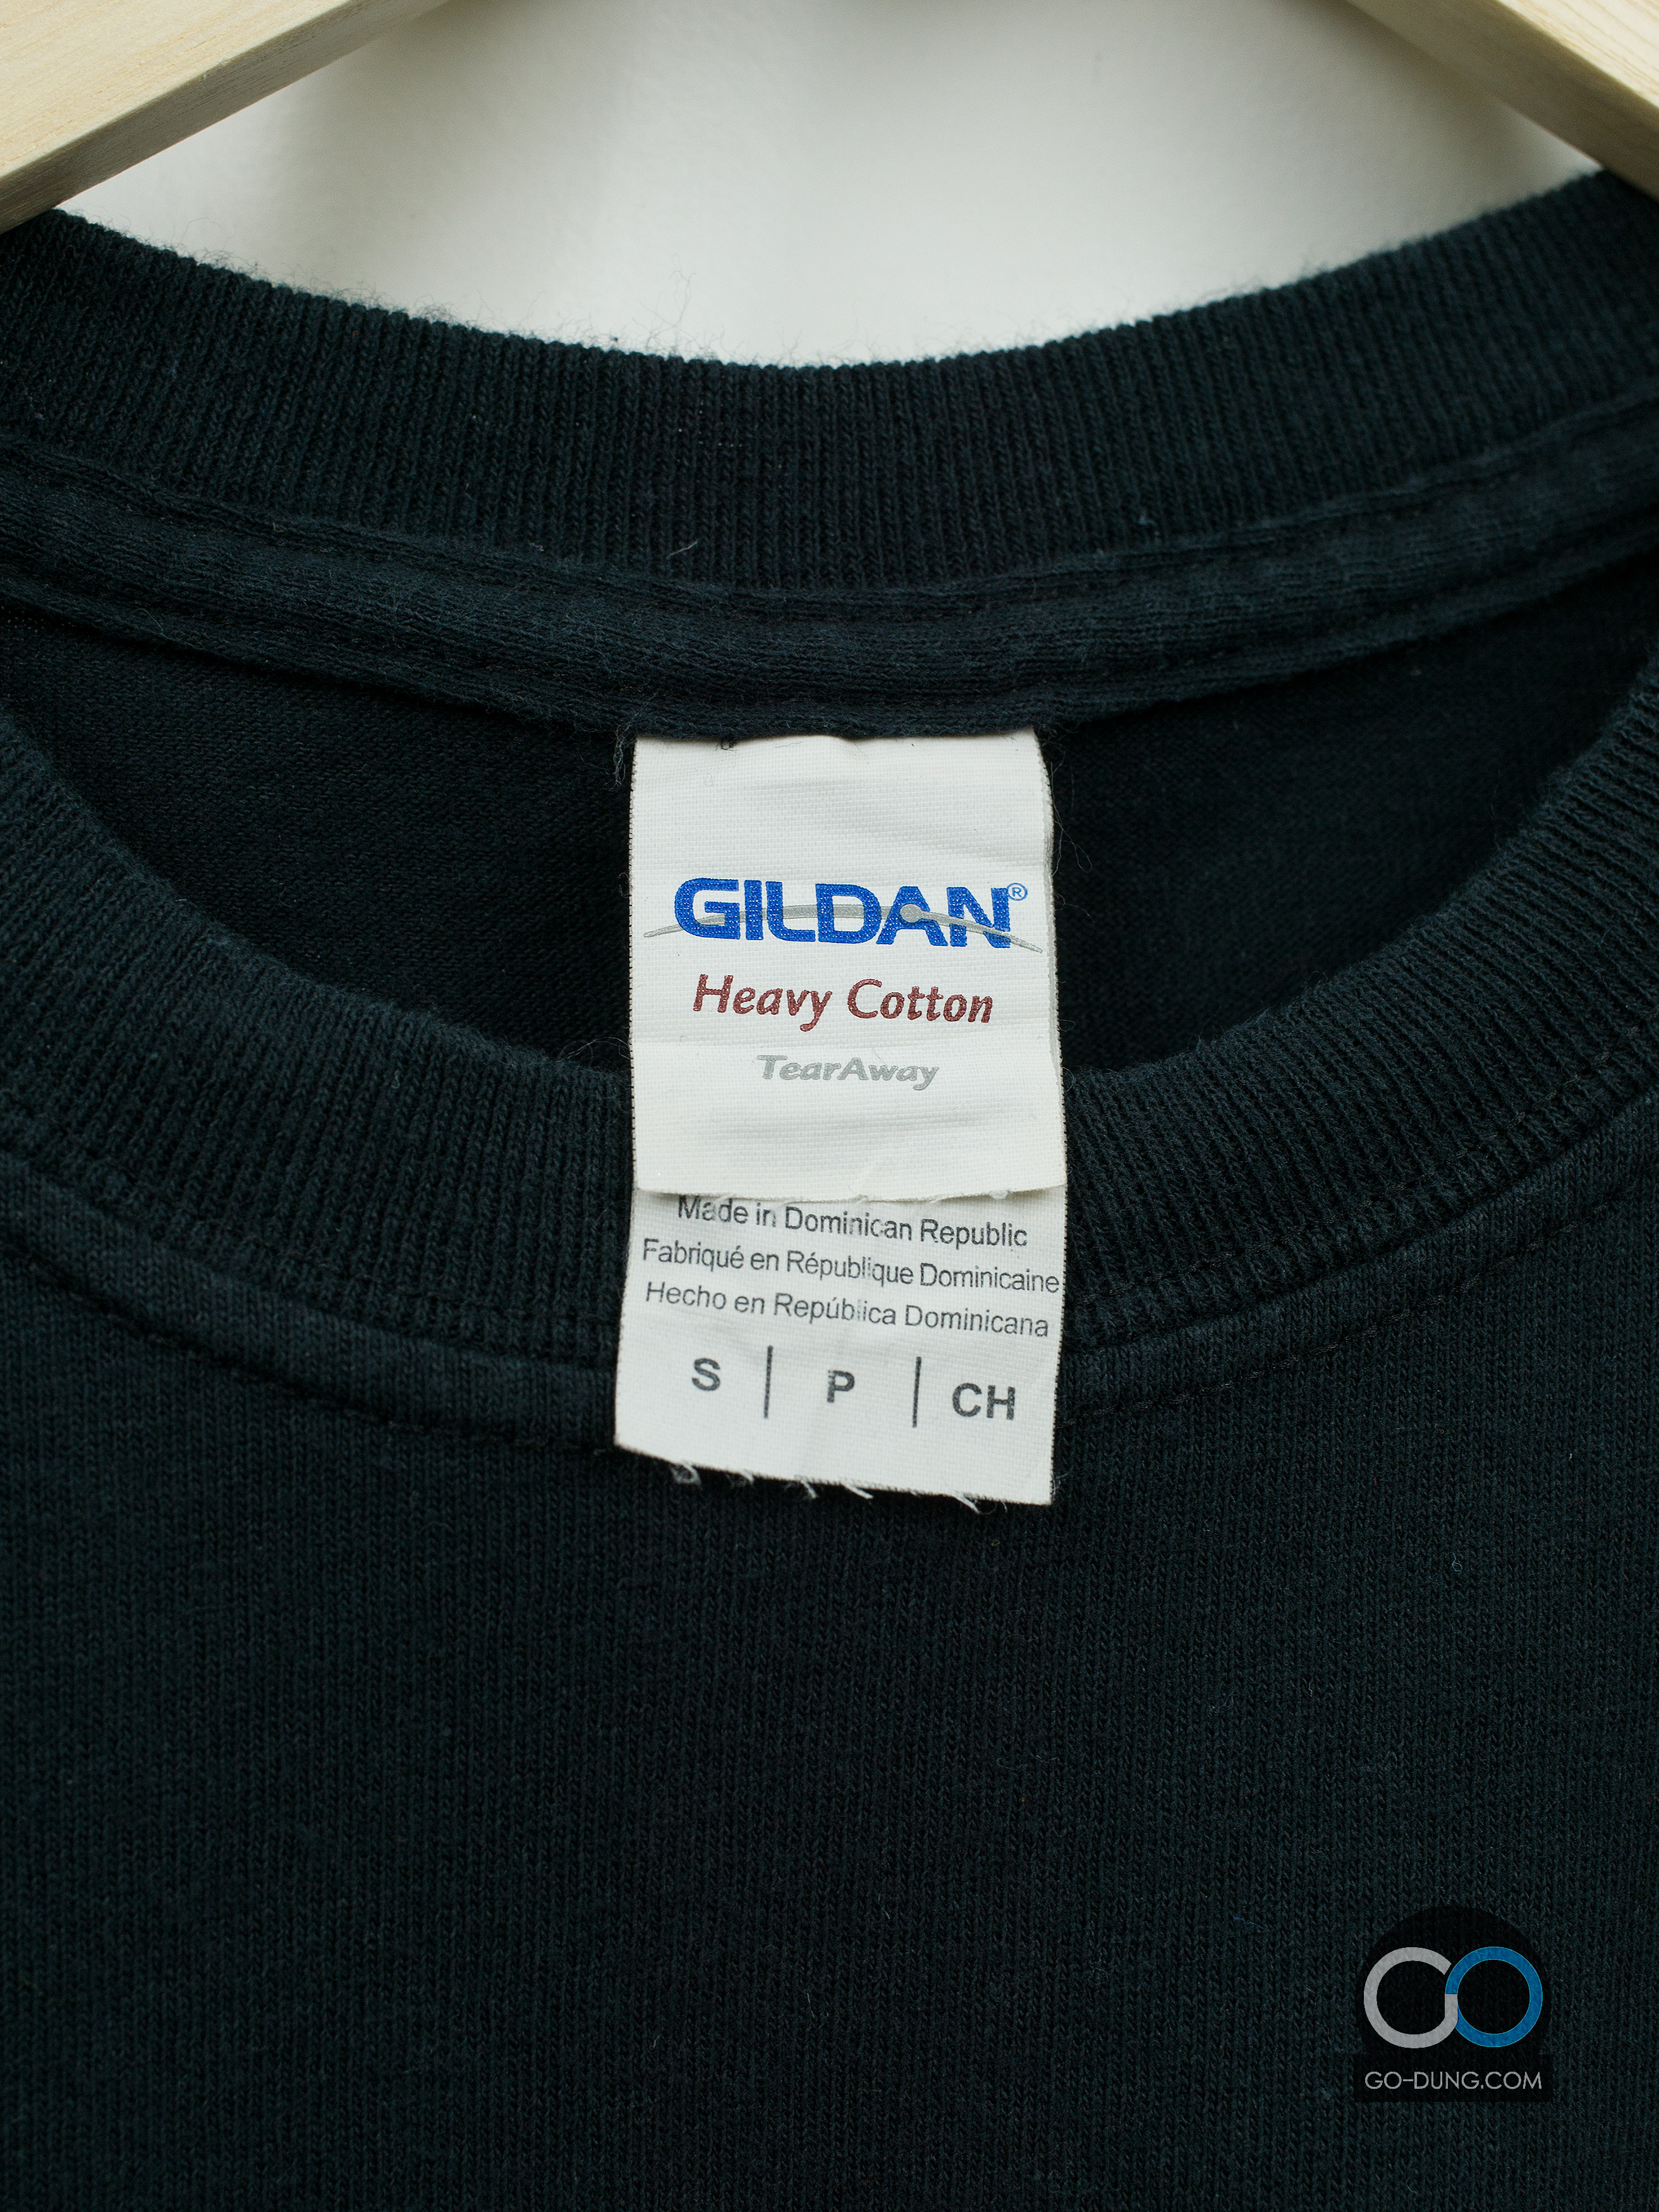 GILDAN®
Heavy Cotton
TearAway
Made in Dominican Republic
Fabriqué en République Dominicaine
Hecho en República Dominicana
S | P | CH
GO
GO-DUNG.COM